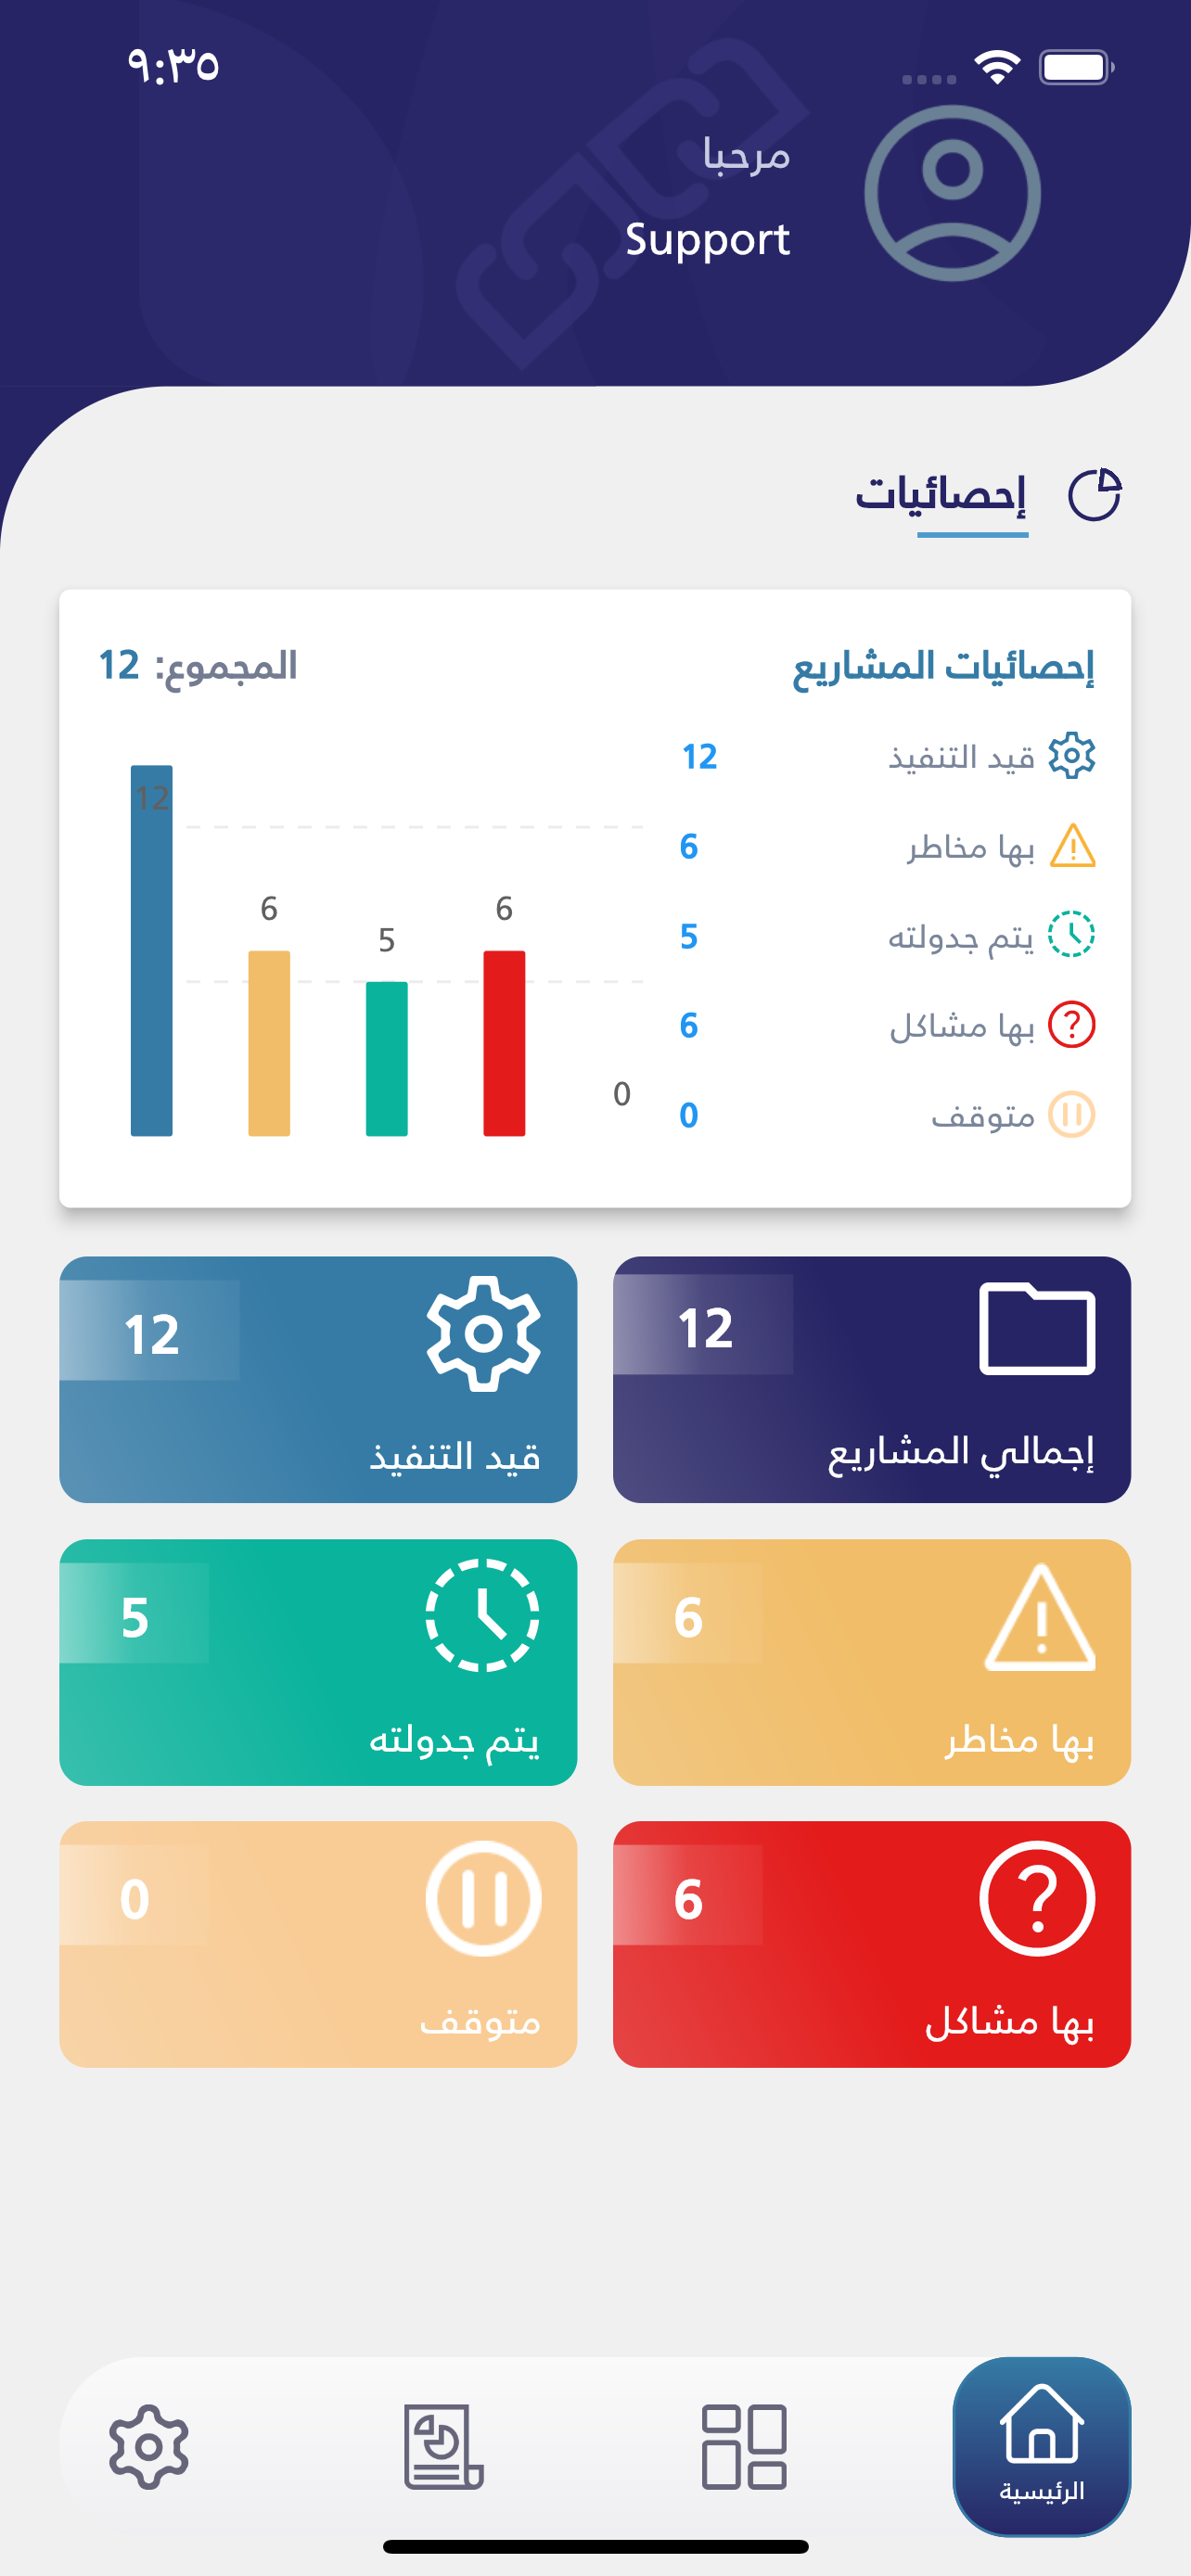 ٩:٣٥
مرحبا
Support
إحصائيات
إحصائيات المشاريع
المجموع: 12
قيد التنفيذ 12
بها مخاطر 6
يتم جدولته 5
بها مشاكل 6
متوقف 0
12
6
5
6
0
12
إجمالي المشاريع
12
قيد التنفيذ
6
بها مخاطر
5
يتم جدولته
6
بها مشاكل
0
متوقف
الرئيسية